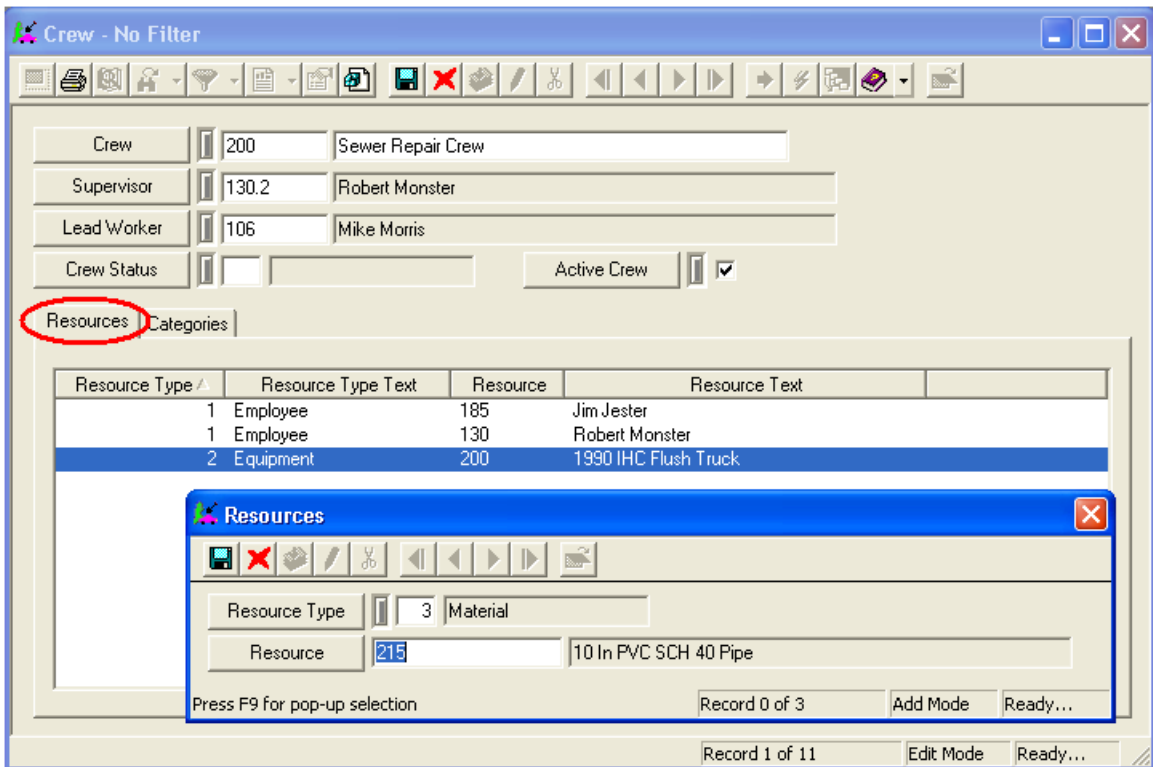 Crew - No Filter
Crew 200 Sewer Repair Crew
Supervisor 130.2 Robert Monster
Lead Worker 106 Mike Morris
Crew Status Active Crew
Resources Categories
Resource Type Resource Type Text Resource Resource Text
1 Employee 185 Jim Jester
1 Employee 130 Robert Monster
2 Equipment 200 1990 IHC Flush Truck
Resources
Resource Type 3 Material
Resource 215 10 In PVC SCH 40 Pipe
Press F9 for pop-up selection Record 0 of 3 Add Mode Ready...
Record 1 of 11 Edit Mode Ready...